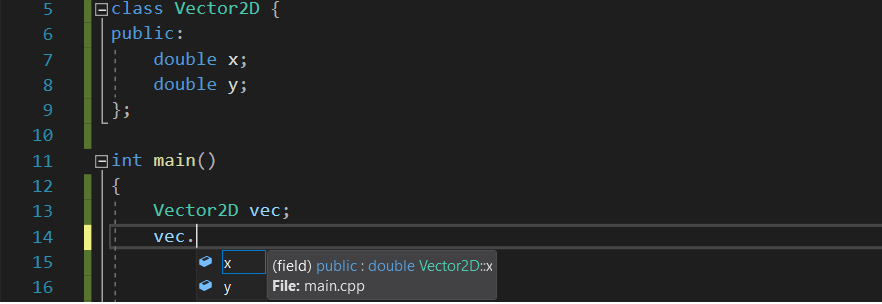 5 class Vector2D {
6 public:
7 double x;
8 double y;
9 };
10
11 int main()
12 {
13 Vector2D vec;
14 vec.
15 x (field) public : double Vector2D::x
16 y File: main.cpp